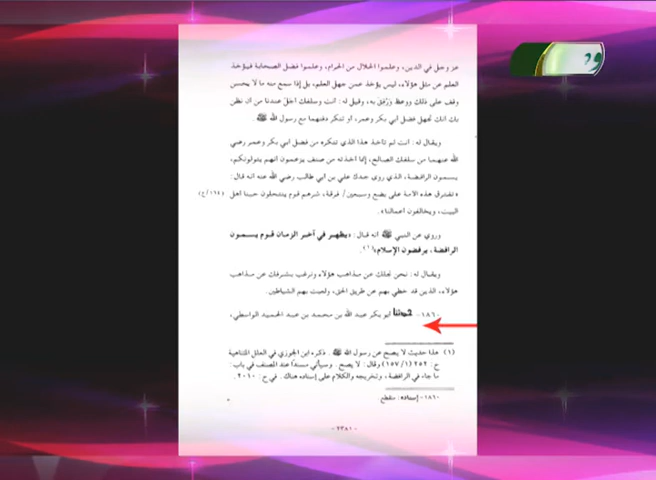 عز وجل في الدين، وعلموا الحلال من الحرام، وعلموا فضل الصحابة فيؤخذ
العلم عن مثل هؤلاء، ليس يؤخذ عمن جهل العلم، بل إذا سمع منه ما لا يحسن
وقف على ذلك ووعظ ورفق به، وقيل له: أنت وسلفك أجل عندنا من أن نظن
بك أنك تجهل فضل أبي بكر وعمر، أو تنكر دفنهما مع رسول الله ﷺ.
ويقال له: أنت لم تأخذ هذا الذي تنكره من فضل أبي بكر وعمر رضي
الله عنهما من سلفك الصالح، إنما أخذته من صنف يزعمون أنهم يتولونكم،
يسمون الرافضة، الذي روى جدك علي بن أبي طالب رضي الله عنه أنه قال:
« تفترق هذه الأمة على بضع وسبعين/ فرقة، شرهم قوم ينتحلون حبنا أهل (١٦٤/ع)
البيت، ويخالفون أعمالنا».
وروي عن النبي ﷺ أنه قال: «يظهر في آخر الزمان قوم يسمون
الرافضة، يرفضون الإسلام»(١).
ويقال له: نحن نجلك عن مذاهب هؤلاء ونرغب بشرفك عن مذاهب
هؤلاء، الذين قد خطي بهم عن طريق الحق، ولعبت بهم الشياطين.
١٨٦٠- حدثنا أبو بكر عبد الله بن محمد بن عبد الحميد الواسطي،
(١) هذا حديث لا يصح عن رسول الله ﷺ. ذكره ابن الجوزي في العلل المتناهية
ح: ٢٥٢ (١/ ١٥٧) وقال: لا يصح. وسيأتي مسنداً عند المصنف في باب:
ما جاء في الرافضة، وتخريجه والكلام على إسناده هناك. في ح: ٢٠١٠.
١٨٦٠- إسناده: منقطع.
-٢٣٨١-